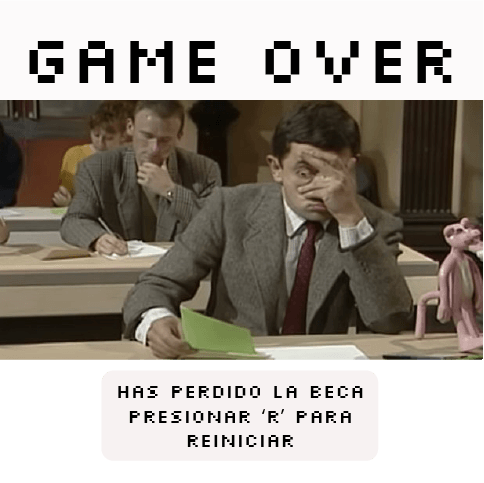 GAME OVER
HAS PERDIDO LA BECA
PRESIONAR 'R' PARA
REINICIAR